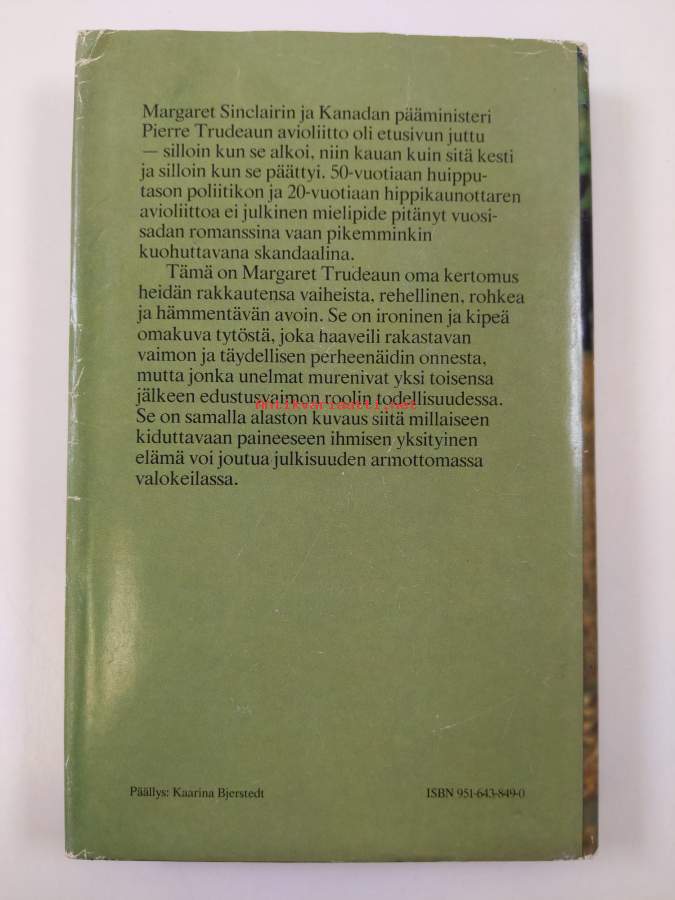 Margaret Sinclairin ja Kanadan pääministeri
Pierre Trudeaun avioliitto oli etusivun juttu
— silloin kun se alkoi, niin kauan kuin sitä kesti
ja silloin kun se päättyi. 50-vuotiaan huippu-
tason poliitikon ja 20-vuotiaan hippikaunottaren
avioliittoa ei julkinen mielipide pitänyt vuosi-
sadan romanssina vaan pikemminkin
kuohuttavana skandaalina.
Tämä on Margaret Trudeaun oma kertomus
heidän rakkautensa vaiheista, rehellinen, rohkea
ja hämmentävän avoin. Se on ironinen ja kipeä
omakuva tytöstä, joka haaveili rakastavan
vaimon ja täydellisen perheenäidin onnesta,
mutta jonka unelmat murenivat yksi toisensa
jälkeen edustusvaimon roolin todellisuudessa.
antikvariaatti.net
Se on samalla alaston kuvaus siitä millaiseen
kiduttavaan paineeseen ihmisen yksityinen
elämä voi joutua julkisuuden armottomassa
valokeilassa.
Päällys: Kaarina Bjerstedt
ISBN 951-643-849-0